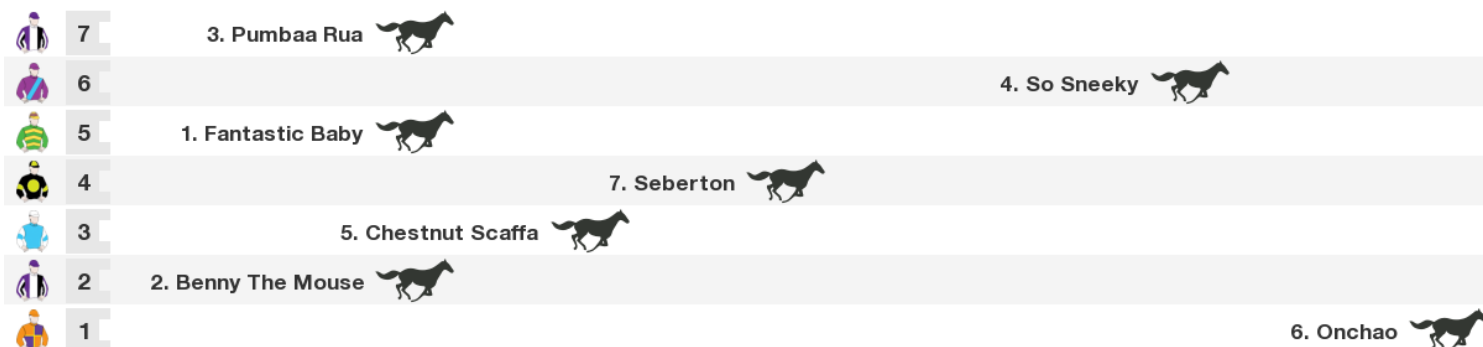 7 3. Pumbaa Rua
6 4. So Sneeky
5 1. Fantastic Baby
4 7. Seberton
3 5. Chestnut Scaffa
2 2. Benny The Mouse
1 6. Onchao